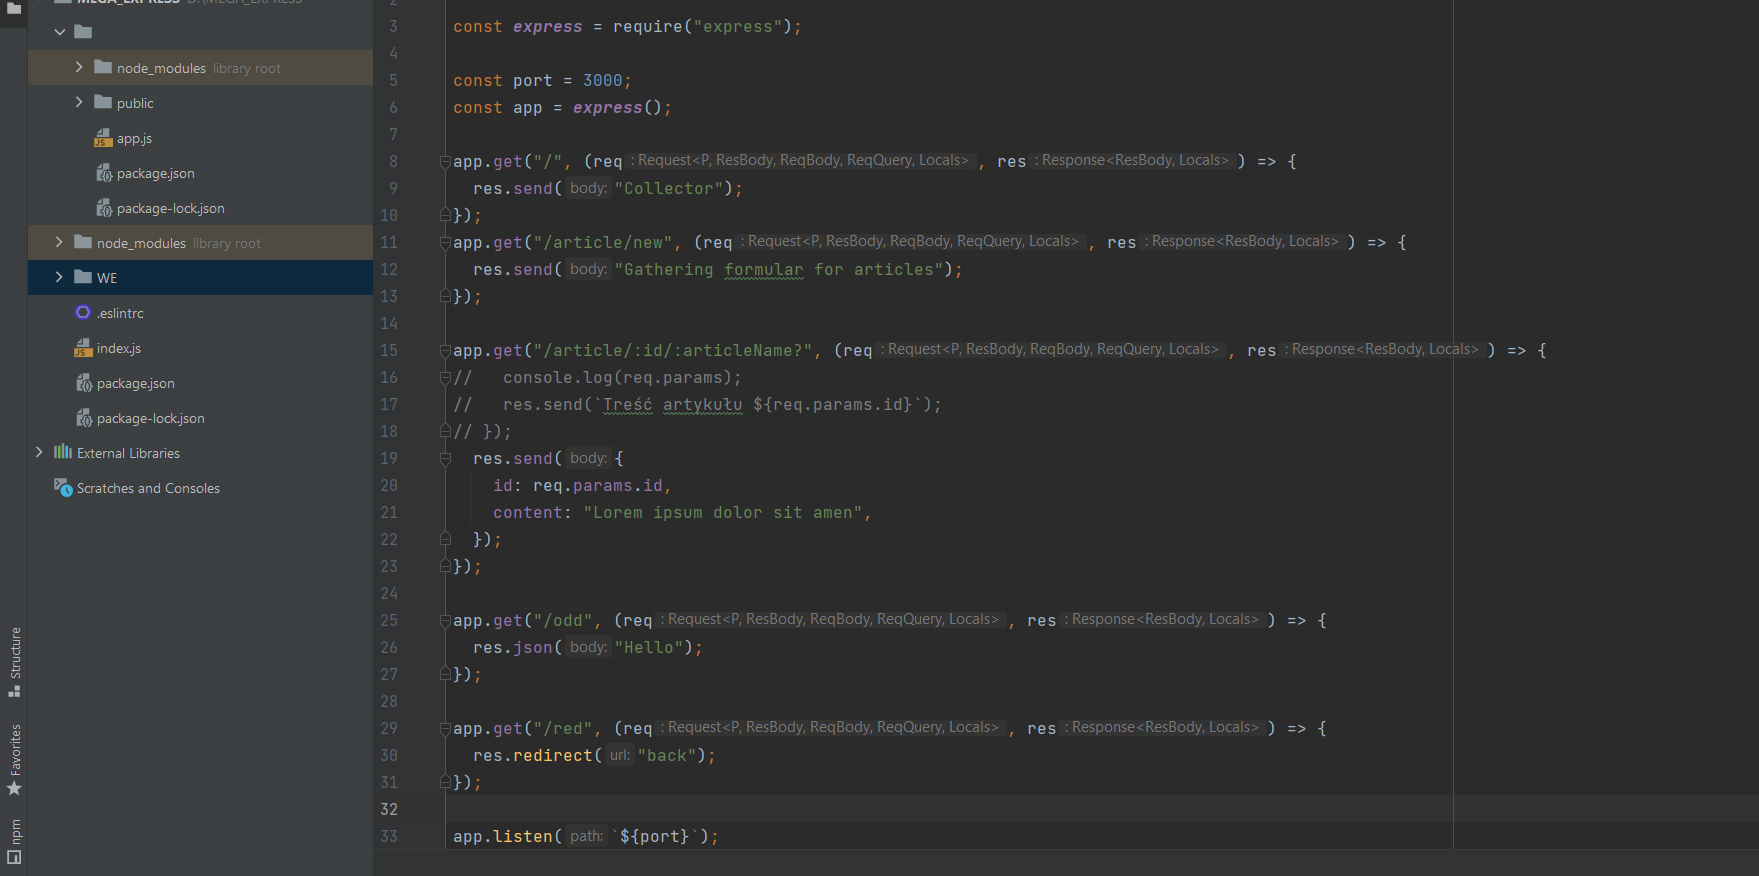 MEGA_EXPRESS D:\MEGA_EXPRESS
node_modules library root
public
app.js
package.json
package-lock.json
node_modules library root
WE
.eslintrc
index.js
package.json
package-lock.json
External Libraries
Scratches and Consoles
Structure
Favorites
npm
2
3 const express = require("express");
4
5 const port = 3000;
6 const app = express();
7
8 app.get("/", (req : Request<P, ResBody, ReqBody, ReqQuery, Locals> , res : Response<ResBody, Locals> ) => {
9 res.send( body: "Collector");
10 });
11 app.get("/article/new", (req : Request<P, ResBody, ReqBody, ReqQuery, Locals> , res : Response<ResBody, Locals> ) => {
12 res.send( body: "Gathering formular for articles");
13 });
14
15 app.get("/article/:id/:articleName?", (req : Request<P, ResBody, ReqBody, ReqQuery, Locals> , res : Response<ResBody, Locals> ) => {
16 // console.log(req.params);
17 // res.send(`Treść artykułu ${req.params.id}`);
18 // });
19 res.send( body: {
20 id: req.params.id,
21 content: "Lorem ipsum dolor sit amen",
22 });
23 });
24
25 app.get("/odd", (req : Request<P, ResBody, ReqBody, ReqQuery, Locals> , res : Response<ResBody, Locals> ) => {
26 res.json( body: "Hello");
27 });
28
29 app.get("/red", (req : Request<P, ResBody, ReqBody, ReqQuery, Locals> , res : Response<ResBody, Locals> ) => {
30 res.redirect( url: "back");
31 });
32
33 app.listen( path: `${port}`);